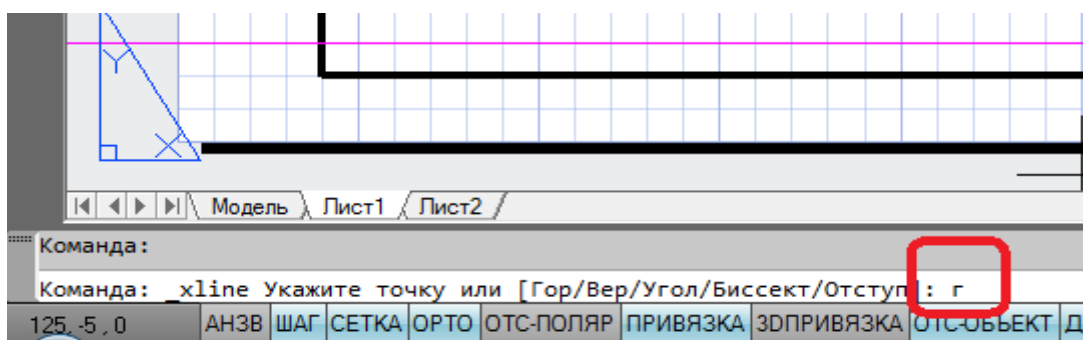 Y
X
Модель Лист1 Лист2
Команда:
Команда: _xline Укажите точку или [Гор/Вер/Угол/Биссект/Отступ]: г
125, -5 , 0 АНЗВ ШАГ СЕТКА ОРТО ОТС-ПОЛЯР ПРИВЯЗКА 3DПРИВЯЗКА ОТС-ОБЪЕКТ Д